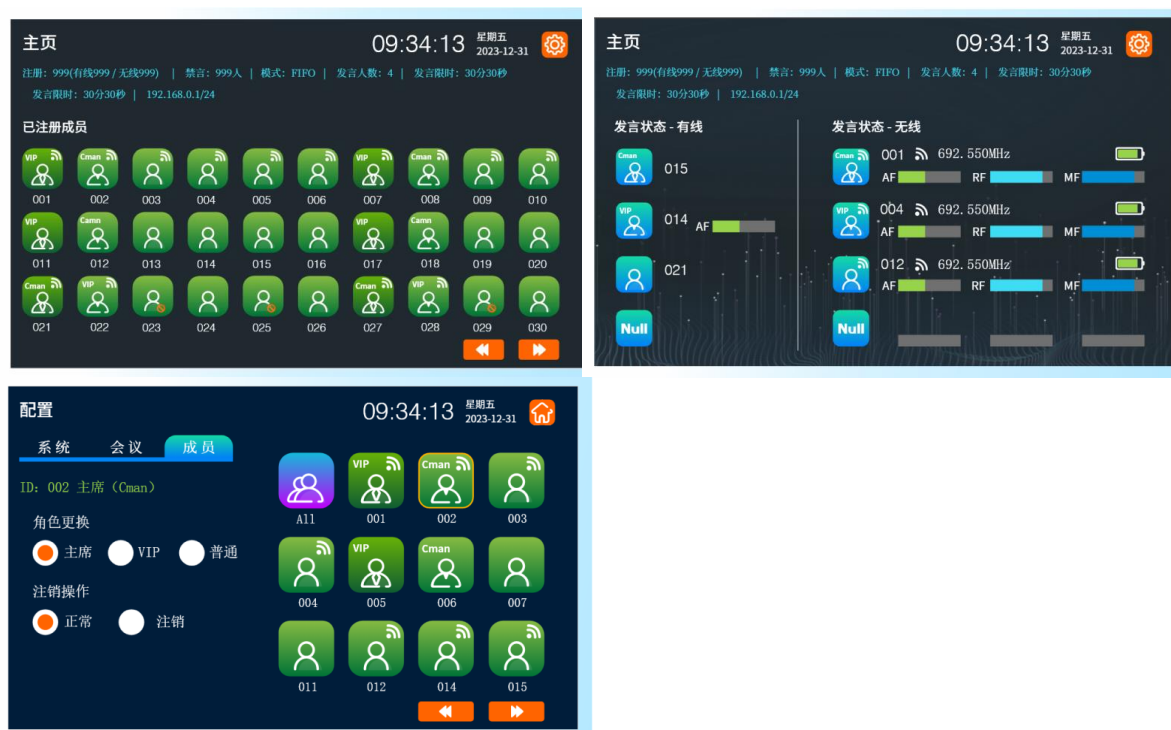 主页 09:34:13 星期五 2023-12-31
注册: 999(有线999 / 无线999) | 禁言: 999人 | 模式: FIFO | 发言人数: 4 | 发言限时: 30分30秒
发言限时: 30分30秒 | 192.168.0.1/24
已注册成员
VIP Cman VIP Cman
001 002 003 004 005 006 007 008 009 010
VIP Camn VIP
011 012 013 014 015 016 017 018 019 020
Cman VIP Cman VIP
021 022 023 024 025 026 027 028 029 030
主页 09:34:13 星期五 2023-12-31
注册: 999(有线999 / 无线999) | 禁言: 999人 | 模式: FIFO | 发言人数: 4 | 发言限时: 30分30秒
发言限时: 30分30秒 | 192.168.0.1/24
发言状态 - 有线
Cman 015
VIP 014 AF
021
Null
发言状态 - 无线
Cman 001 692.550MHz
AF RF MF
VIP 004 692.550MHz
AF RF MF
012 692.550MHz
AF RF MF
Null
配置 09:34:13 星期五 2023-12-31
系统 会议 成员
ID: 002 主席（Cman）
角色更换
主席 VIP 普通
注销操作
正常 注销
VIP Cman
All 001 002 003
VIP Cman
004 005 006 007
011 012 014 015